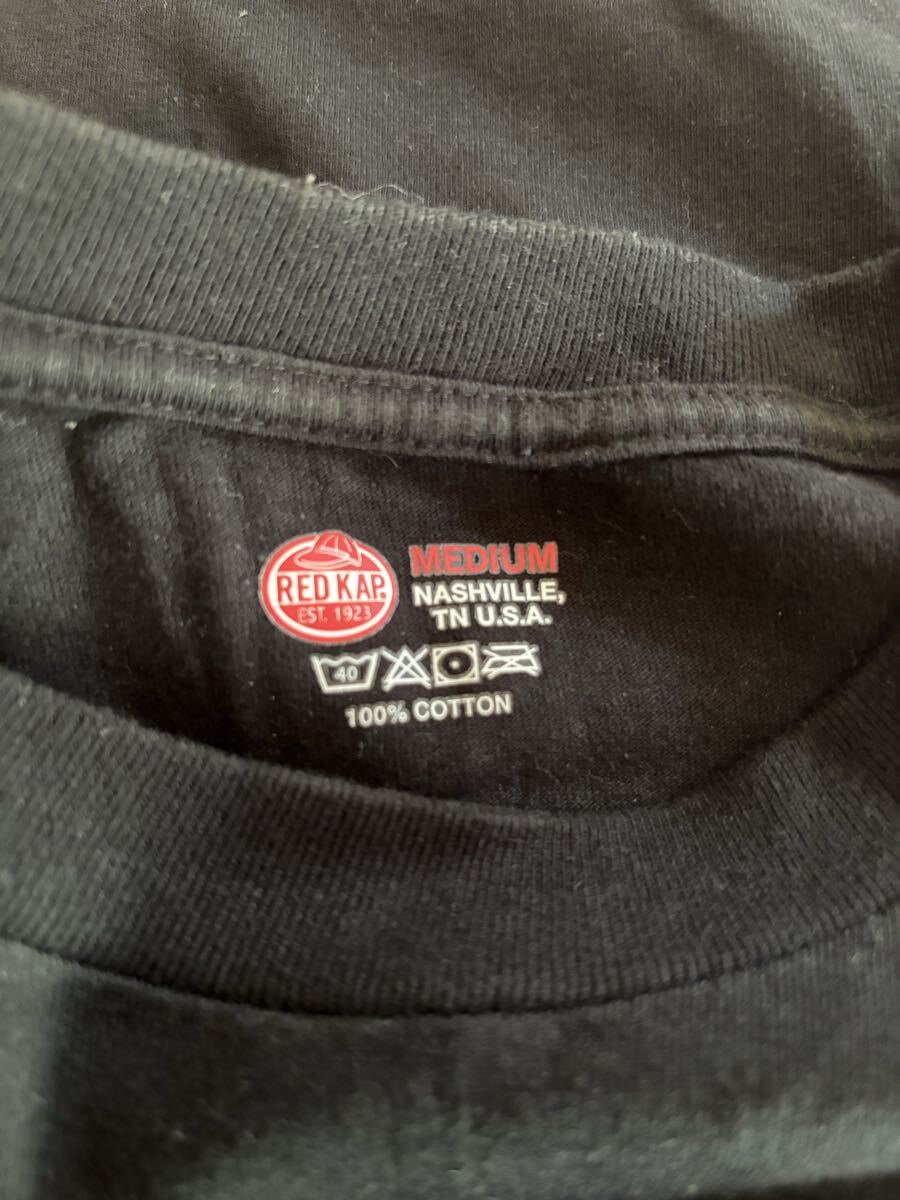 RED KAP.
EST. 1923
MEDIUM
NASHVILLE,
TN U.S.A.
40
100% COTTON